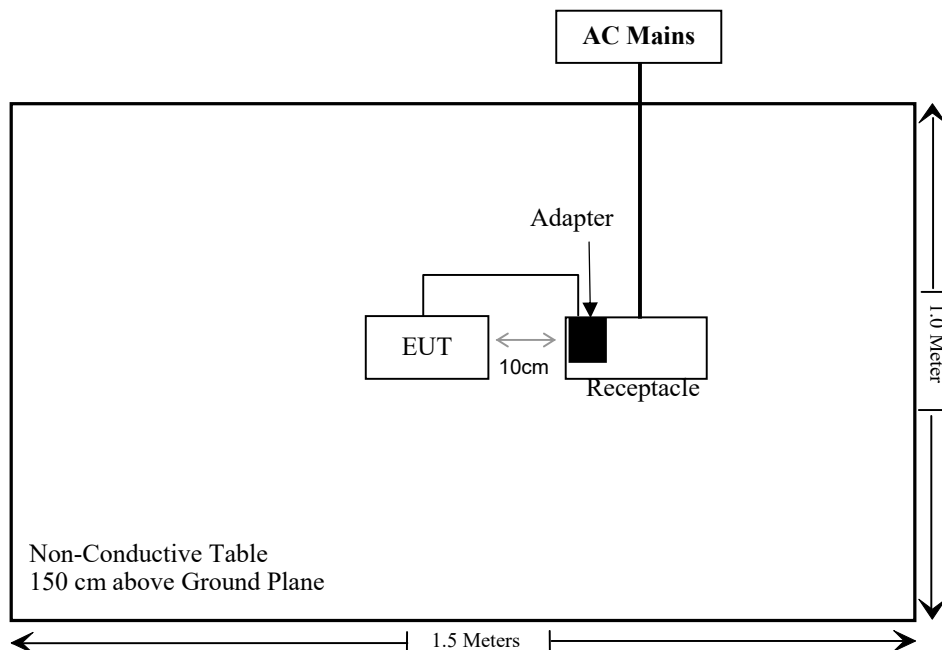 AC Mains
Adapter
EUT
10cm
Receptacle
1.0 Meter
Non-Conductive Table
150 cm above Ground Plane
1.5 Meters